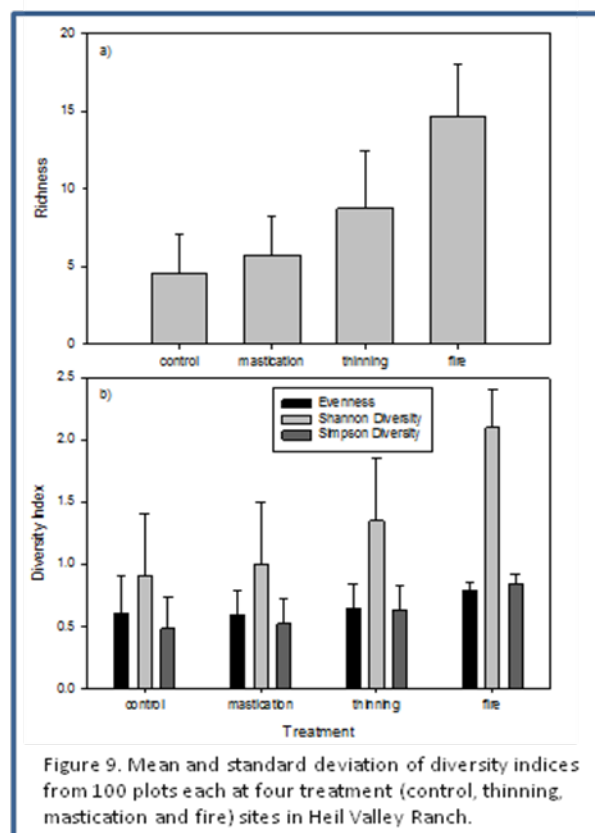 20
a)
15
Richness
10
5
0
control mastication thinning fire
2.5
b)
Evenness
Shannon Diversity
Simpson Diversity
2.0
1.5
Diversity Index
1.0
0.5
0.0
control mastication thinning fire
Treatment
Figure 9. Mean and standard deviation of diversity indices
from 100 plots each at four treatment (control, thinning,
mastication and fire) sites in Heil Valley Ranch.